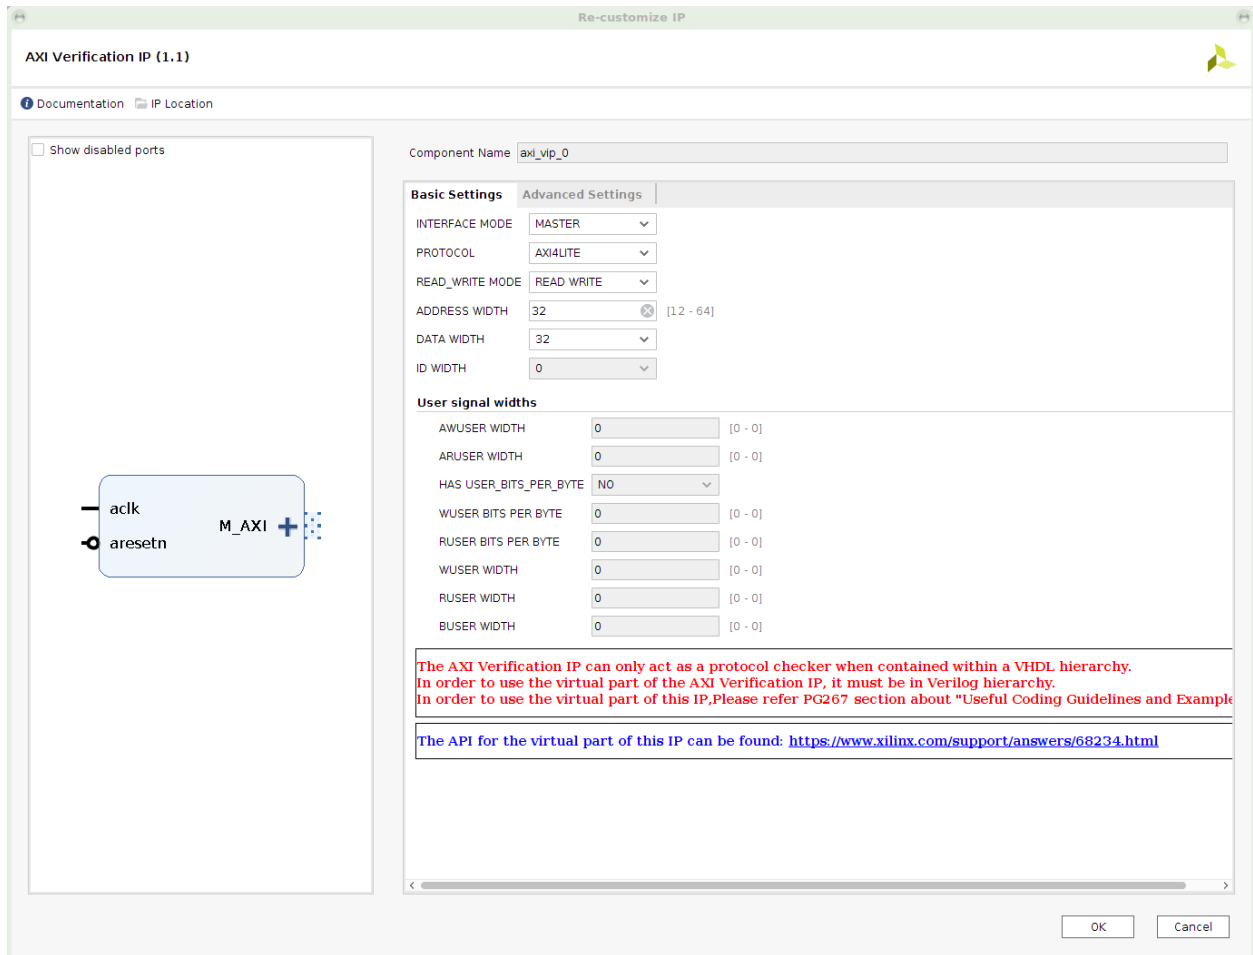 Re-customize IP
AXI Verification IP (1.1)
Documentation IP Location
Show disabled ports
aclk
aresetn
M_AXI
Component Name axi_vip_0
Basic Settings Advanced Settings
INTERFACE MODE MASTER
PROTOCOL AXI4LITE
READ_WRITE MODE READ WRITE
ADDRESS WIDTH 32 [12 - 64]
DATA WIDTH 32
ID WIDTH 0
User signal widths
AWUSER WIDTH 0 [0 - 0]
ARUSER WIDTH 0 [0 - 0]
HAS USER_BITS_PER_BYTE NO
WUSER BITS PER BYTE 0 [0 - 0]
RUSER BITS PER BYTE 0 [0 - 0]
WUSER WIDTH 0 [0 - 0]
RUSER WIDTH 0 [0 - 0]
BUSER WIDTH 0 [0 - 0]
The AXI Verification IP can only act as a protocol checker when contained within a VHDL hierarchy.
In order to use the virtual part of the AXI Verification IP, it must be in Verilog hierarchy.
In order to use the virtual part of this IP,Please refer PG267 section about "Useful Coding Guidelines and Example
The API for the virtual part of this IP can be found: https://www.xilinx.com/support/answers/68234.html
OK Cancel